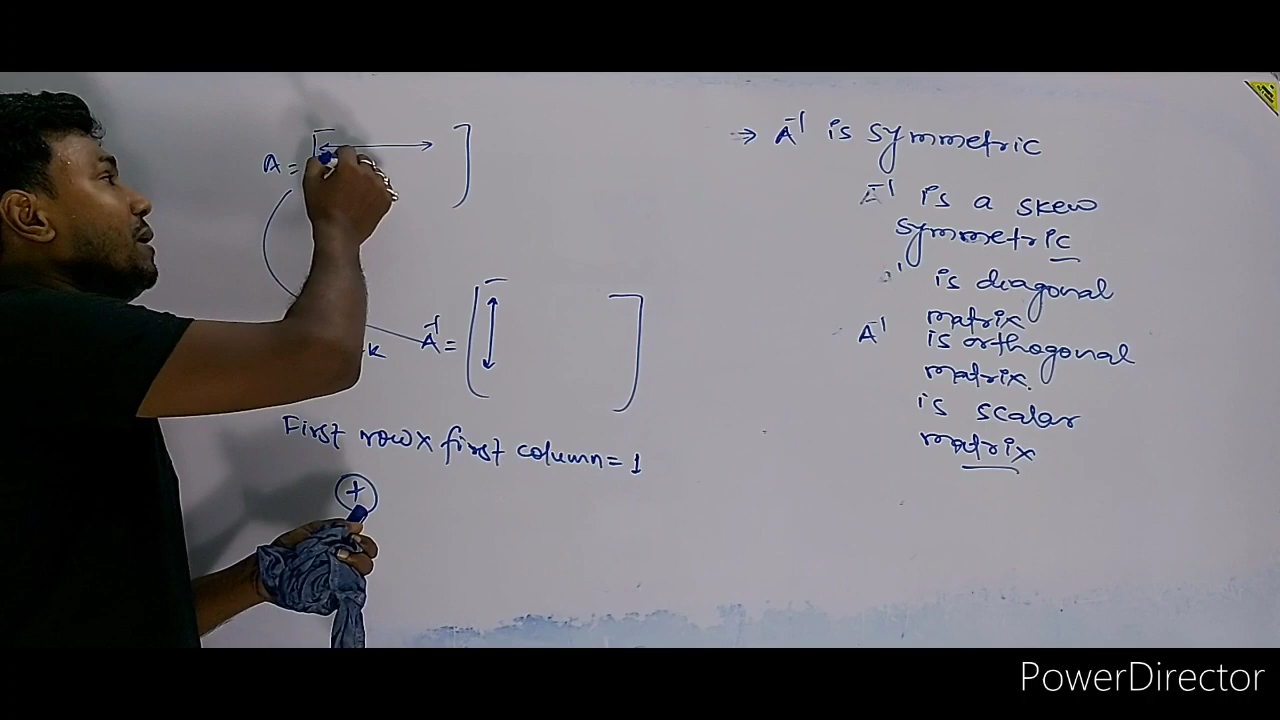 A =
A⁻¹ =
k
First row x first column = 1
+
→ A⁻¹ is symmetric
A⁻¹ is a skew
symmetric
is diagonal
matrix
A⁻¹ is orthogonal
matrix.
is scalar
matrix
PowerDirector